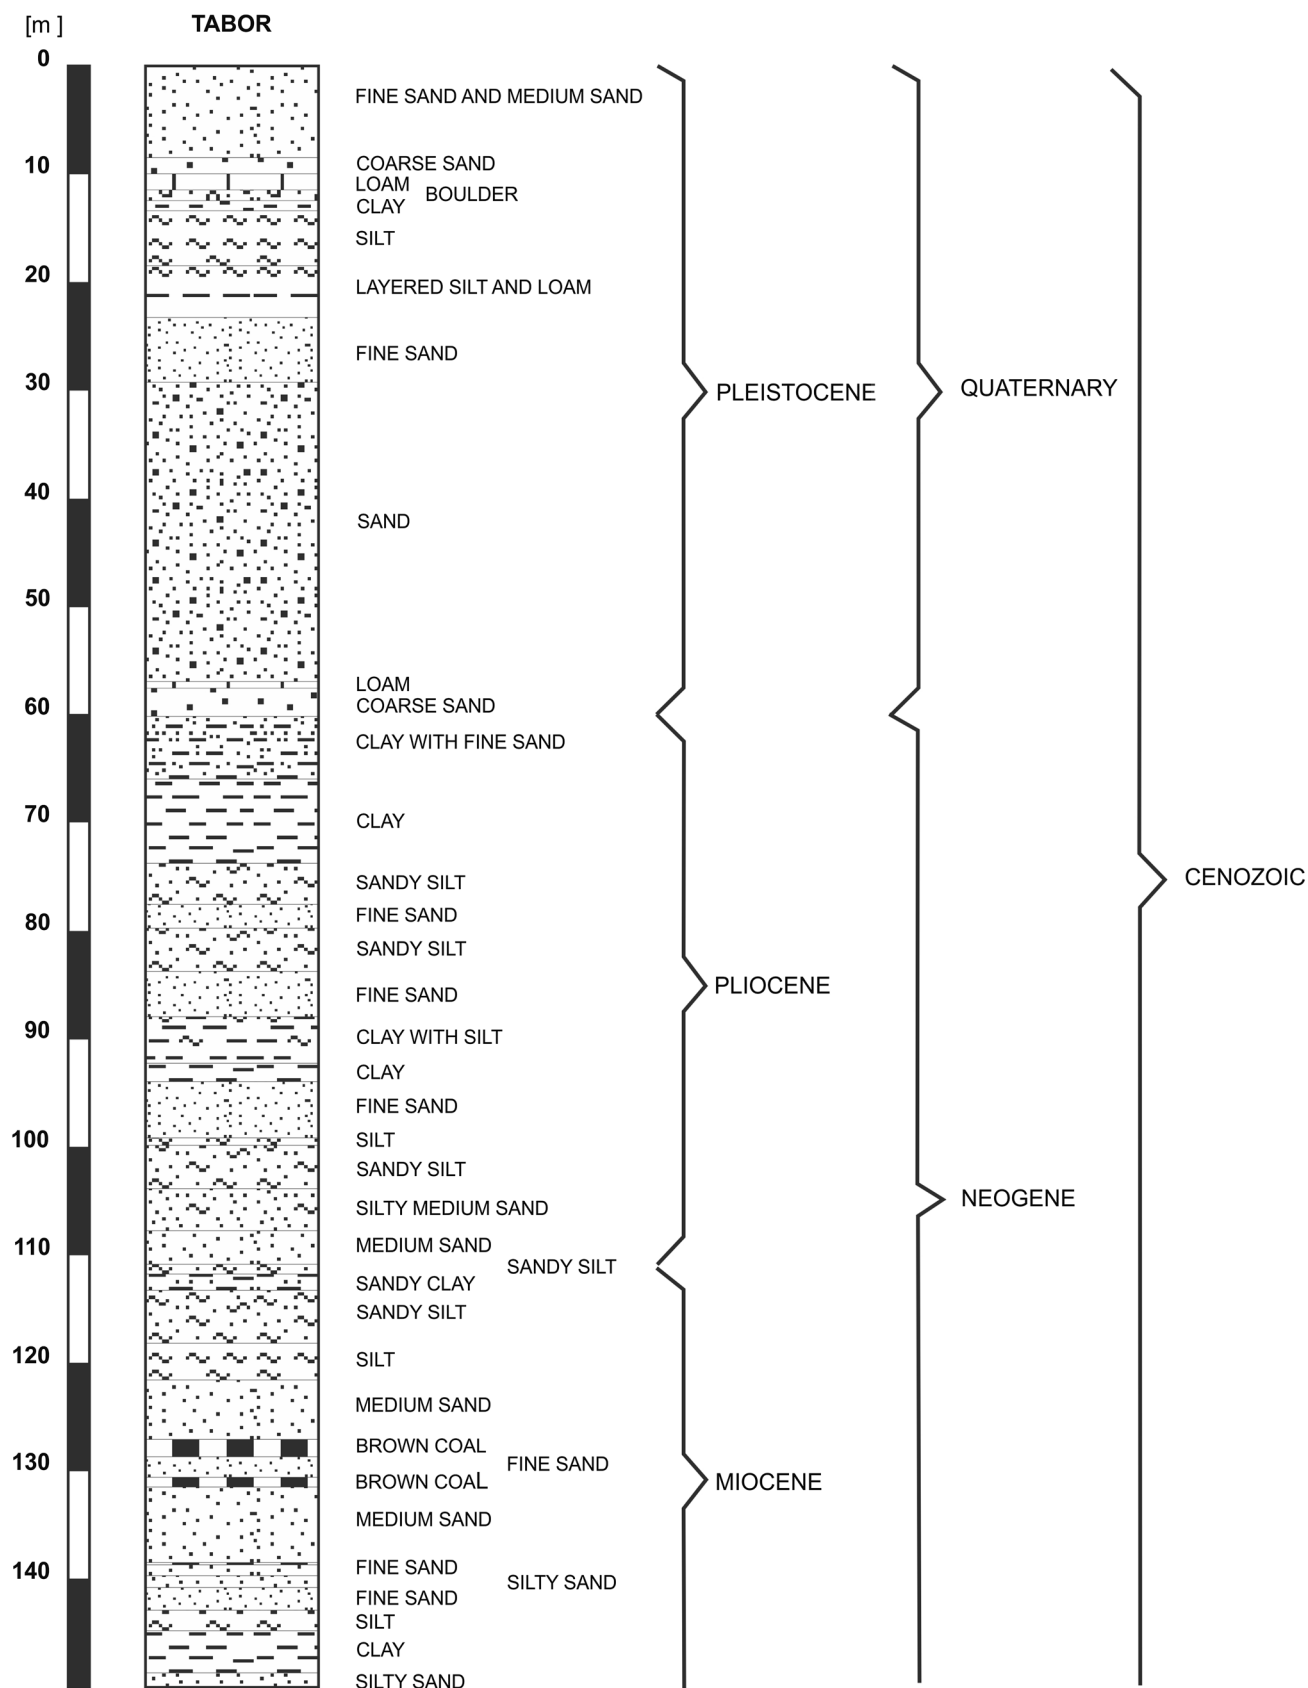 [m ] TABOR
0
FINE SAND AND MEDIUM SAND
10
COARSE SAND
LOAM
BOULDER
CLAY
SILT
20
LAYERED SILT AND LOAM
FINE SAND
30
PLEISTOCENE
QUATERNARY
40
SAND
50
LOAM
COARSE SAND
60
CLAY WITH FINE SAND
70
CLAY
CENOZOIC
SANDY SILT
FINE SAND
80
SANDY SILT
PLIOCENE
FINE SAND
90
CLAY WITH SILT
CLAY
FINE SAND
100
SILT
SANDY SILT
NEOGENE
SILTY MEDIUM SAND
110
MEDIUM SAND
SANDY SILT
SANDY CLAY
SANDY SILT
120
SILT
MEDIUM SAND
BROWN COAL
130
FINE SAND
BROWN COAL
MIOCENE
MEDIUM SAND
140
FINE SAND
SILTY SAND
FINE SAND
SILT
CLAY
SILTY SAND